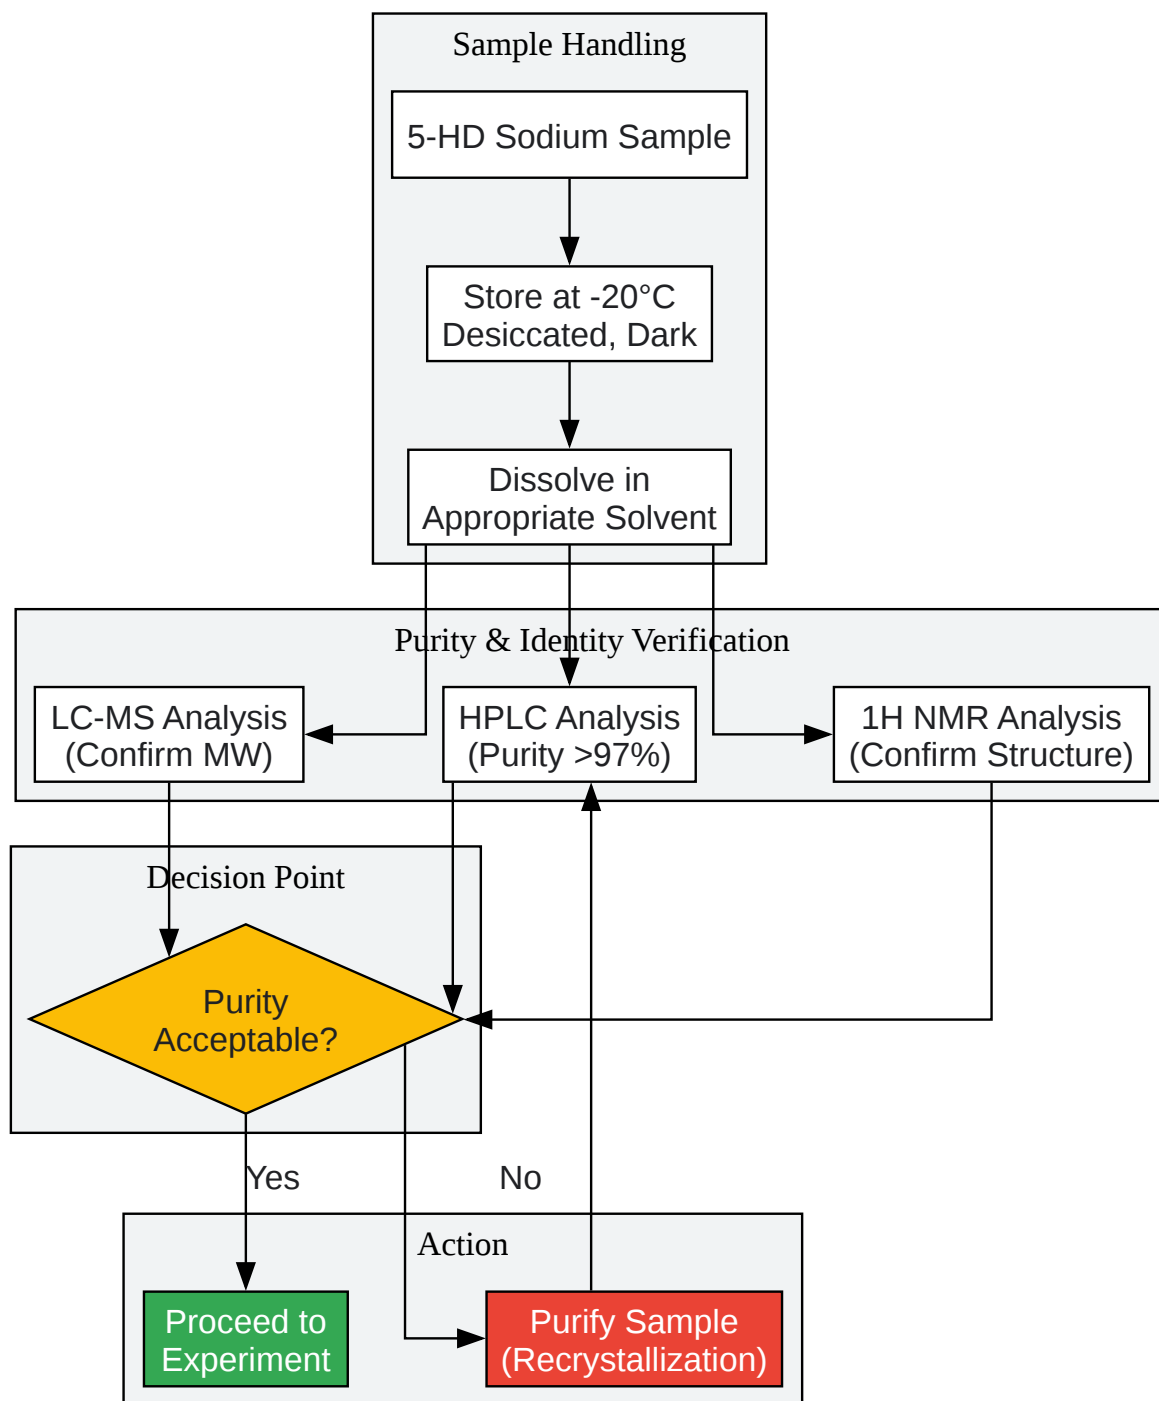 Sample Handling
5-HD Sodium Sample
Store at -20°C
Desiccated, Dark
Dissolve in
Appropriate Solvent
Purity & Identity Verification
LC-MS Analysis
(Confirm MW)
HPLC Analysis
(Purity >97%)
1H NMR Analysis
(Confirm Structure)
Decision Point
Purity
Acceptable?
Yes
No
Action
Proceed to
Experiment
Purify Sample
(Recrystallization)